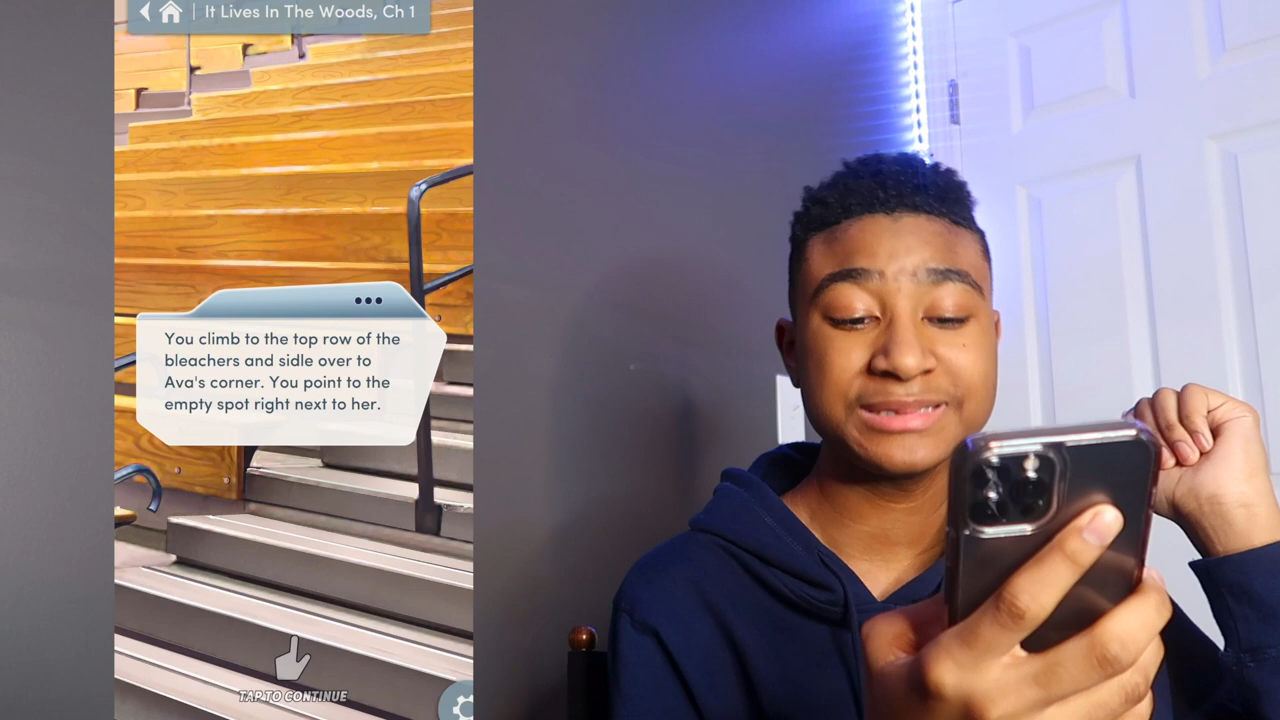 It Lives In The Woods, Ch 1
You climb to the top row of the
bleachers and sidle over to
Ava's corner. You point to the
empty spot right next to her.
TAP TO CONTINUE